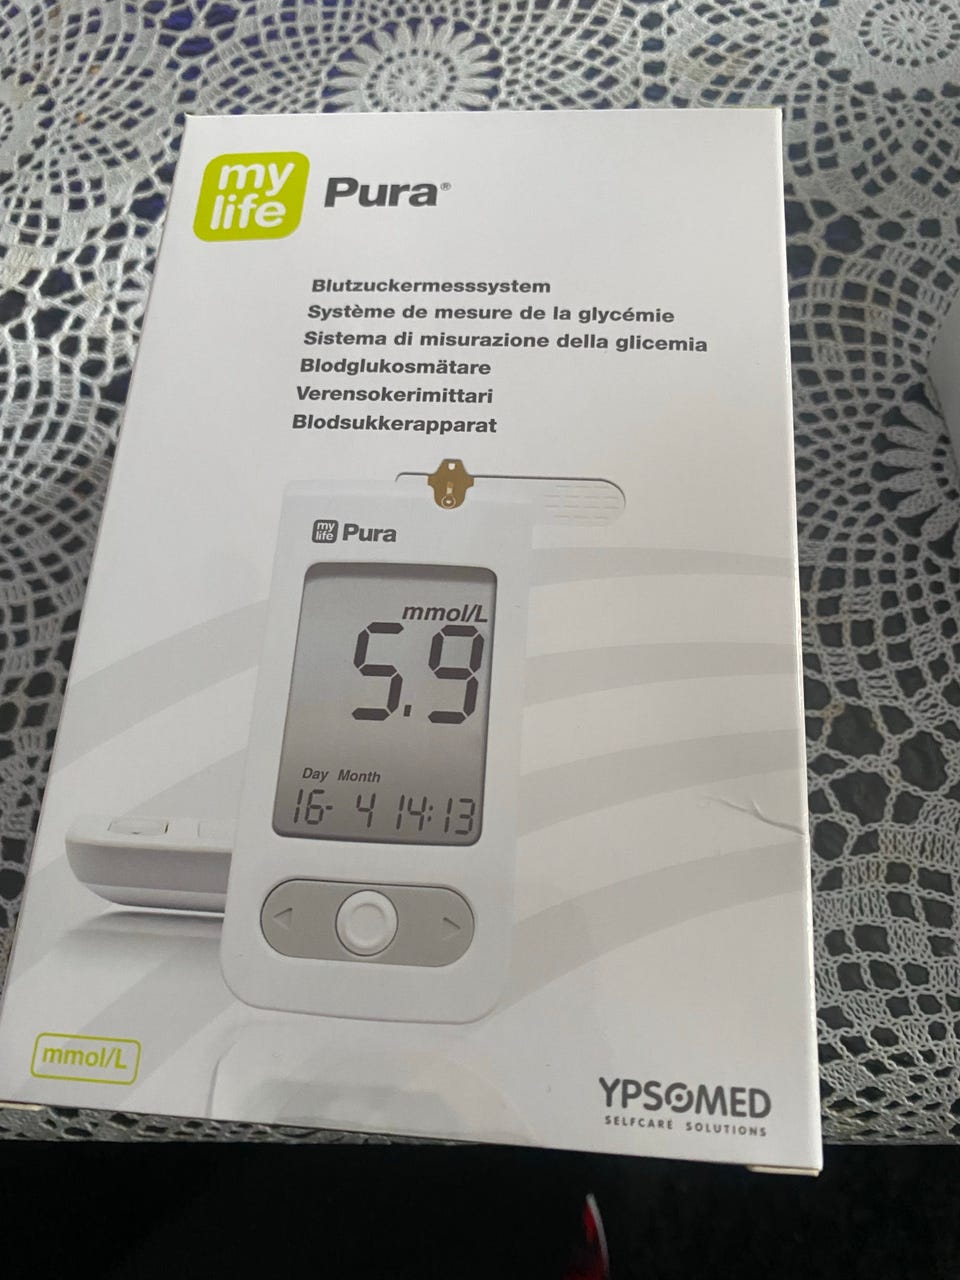 my life Pura®
Blutzuckermesssystem
Système de mesure de la glycémie
Sistema di misurazione della glicemia
Blodglukosmätare
Verensokerimittari
Blodsukkerapparat
my life Pura
mmol/L
5.9
Day Month
16- 4 14:13
mmol/L
YPSOMED
SELFCARE SOLUTIONS